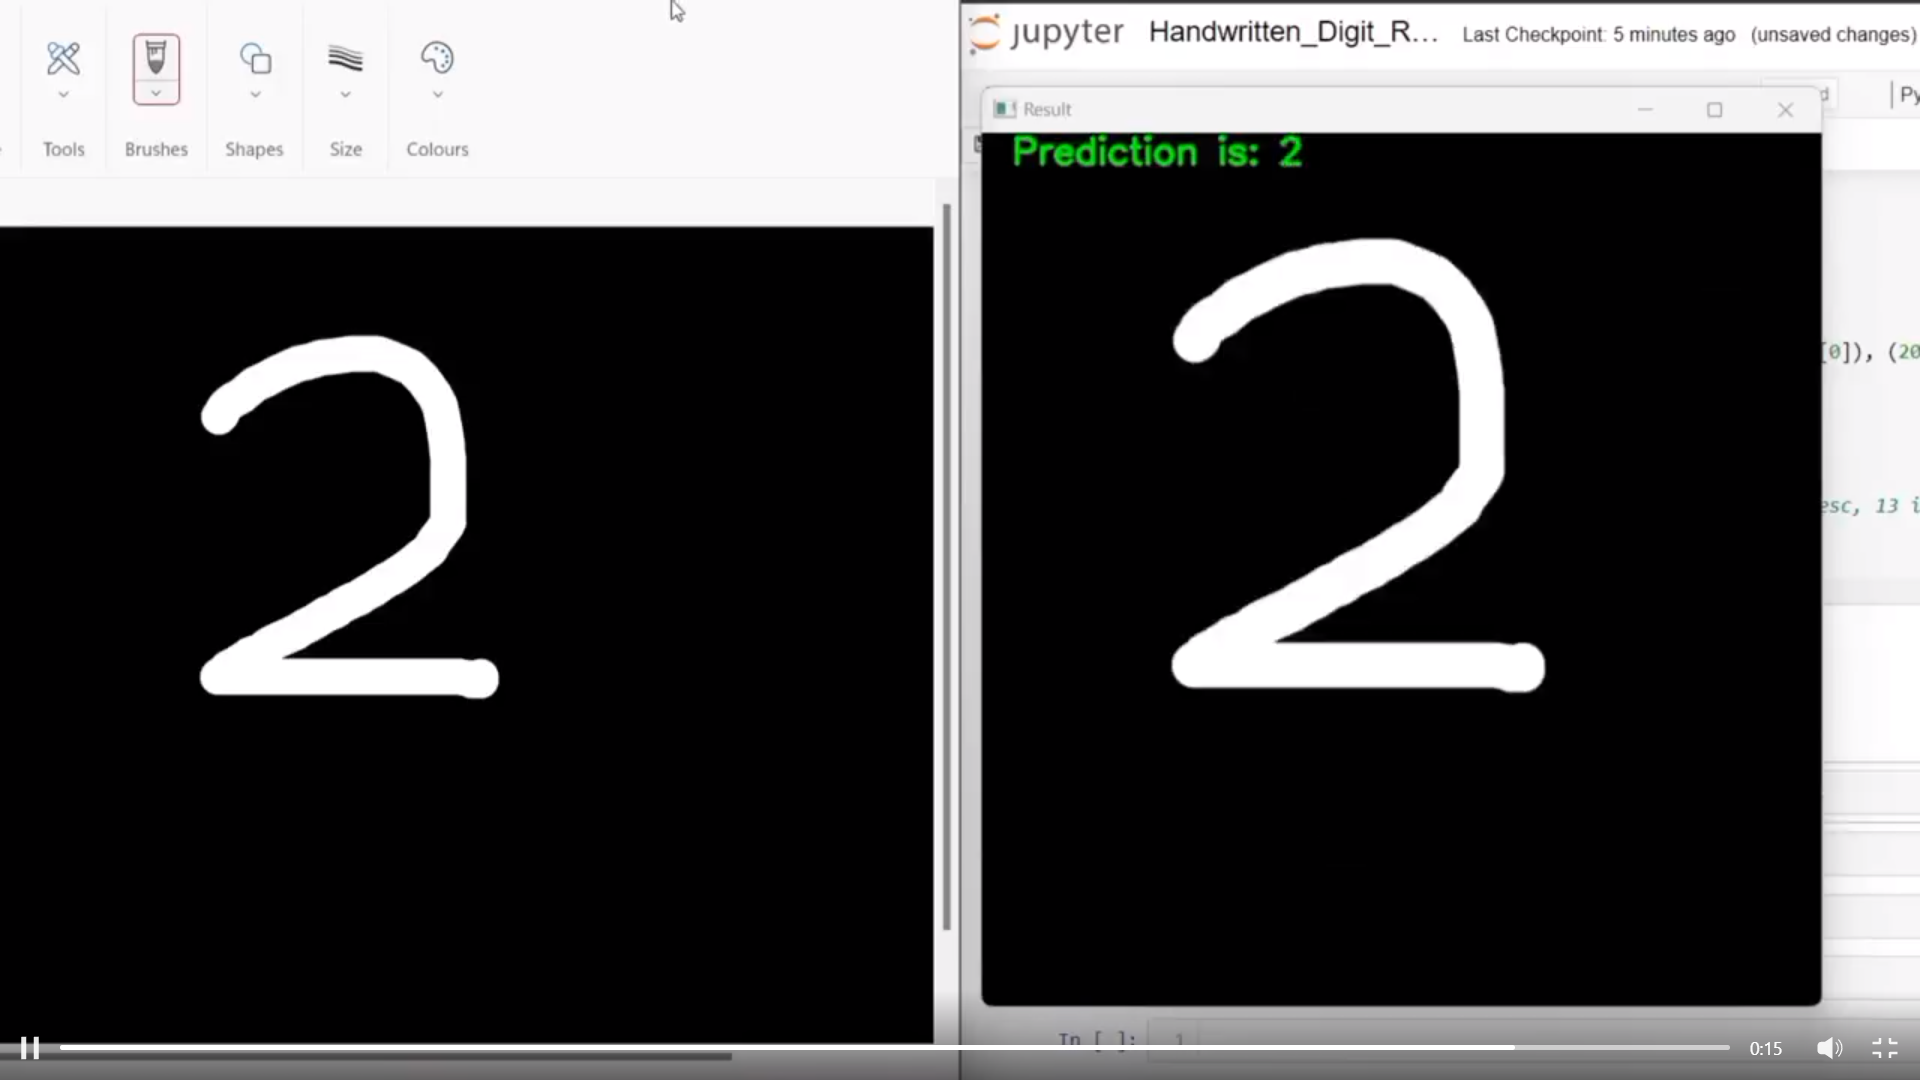 Tools
Brushes
Shapes
Size
Colours
2
jupyter Handwritten_Digit_R... Last Checkpoint: 5 minutes ago (unsaved changes)
Result
Prediction is: 2
2
[0]), (20
esc, 13 i
In [ ]: 1
0:15